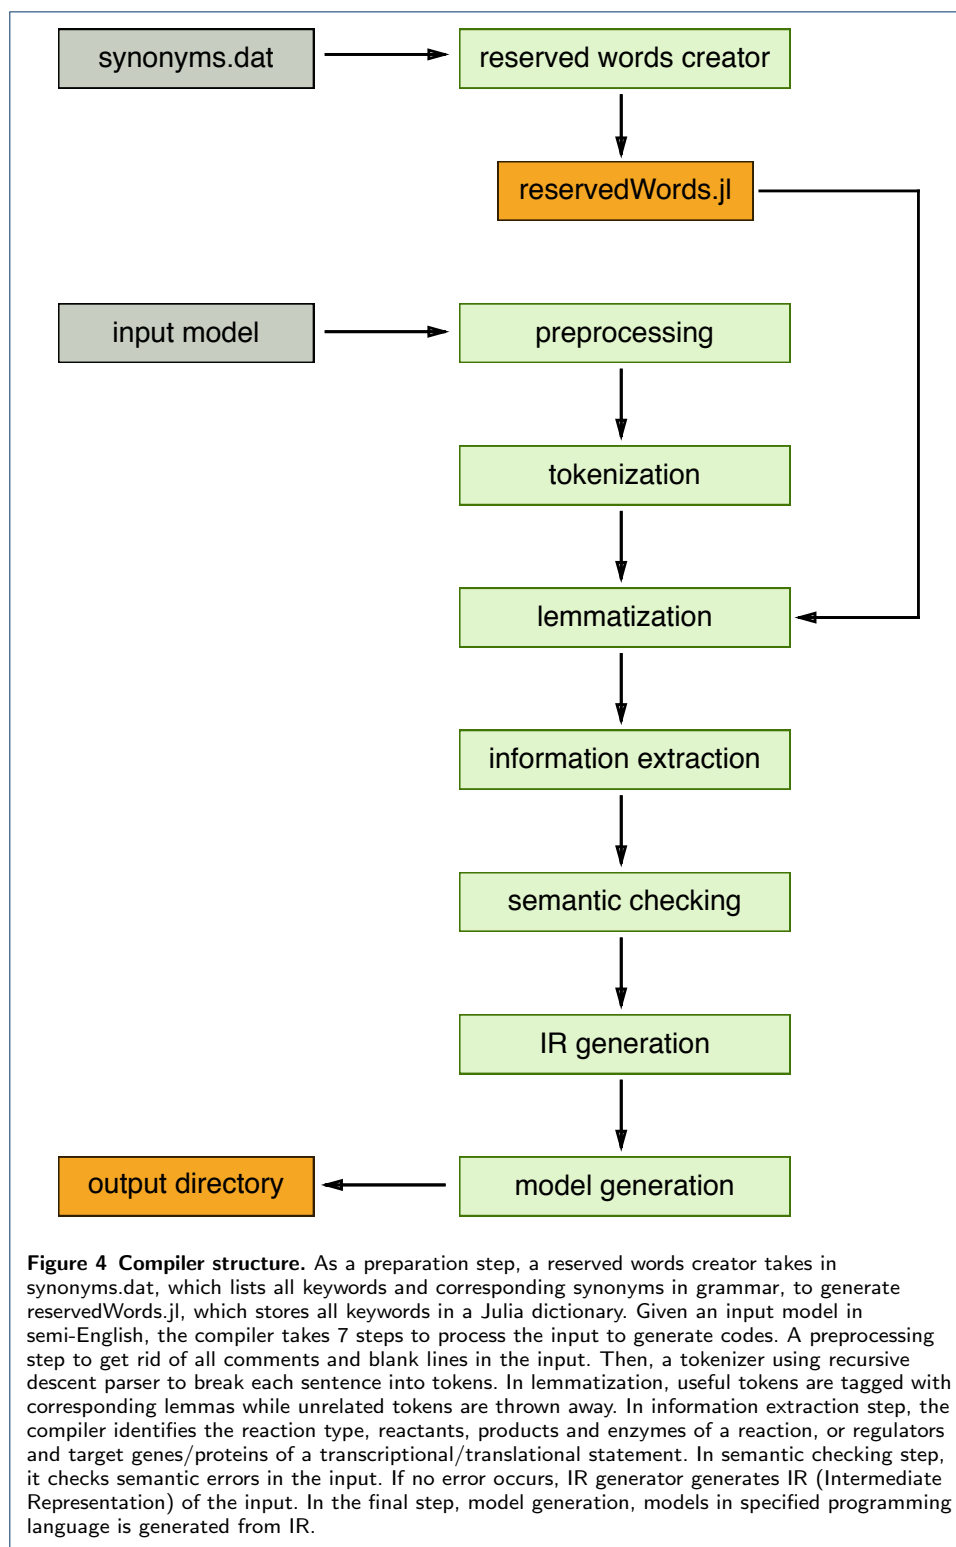 synonyms.dat
reserved words creator
reservedWords.jl
input model
preprocessing
tokenization
lemmatization
information extraction
semantic checking
IR generation
output directory
model generation
Figure 4 Compiler structure. As a preparation step, a reserved words creator takes in
synonyms.dat, which lists all keywords and corresponding synonyms in grammar, to generate
reservedWords.jl, which stores all keywords in a Julia dictionary. Given an input model in
semi-English, the compiler takes 7 steps to process the input to generate codes. A preprocessing
step to get rid of all comments and blank lines in the input. Then, a tokenizer using recursive
descent parser to break each sentence into tokens. In lemmatization, useful tokens are tagged with
corresponding lemmas while unrelated tokens are thrown away. In information extraction step, the
compiler identifies the reaction type, reactants, products and enzymes of a reaction, or regulators
and target genes/proteins of a transcriptional/translational statement. In semantic checking step,
it checks semantic errors in the input. If no error occurs, IR generator generates IR (Intermediate
Representation) of the input. In the final step, model generation, models in specified programming
language is generated from IR.